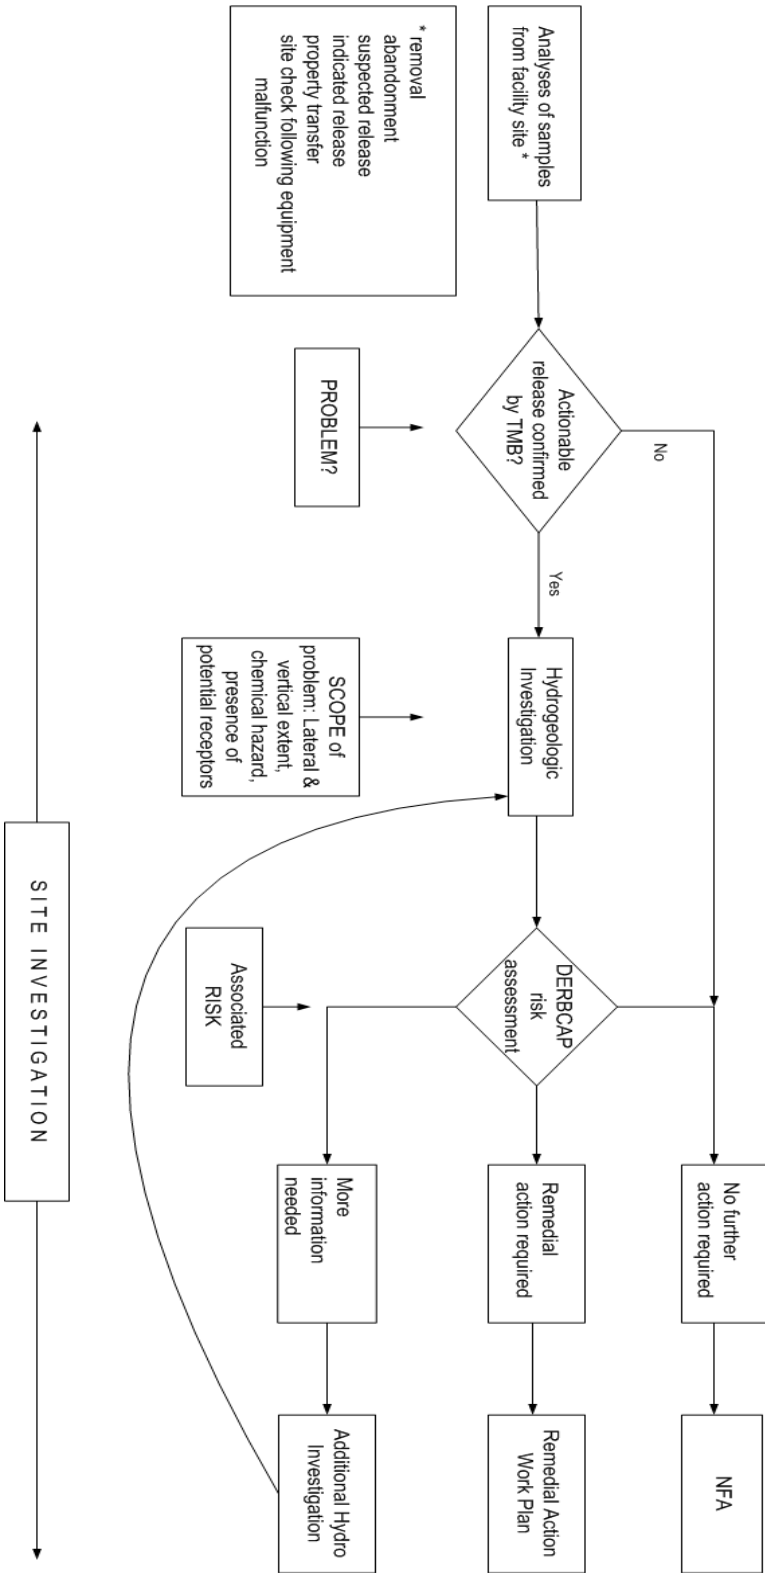 Analyses of samples
from facility site *
* removal
abandonment
suspected release
indicated release
property transfer
site check following equipment
malfunction
Actionable
release confirmed
by TMB?
No
Yes
PROBLEM?
Hydrogeologic
Investigation
SCOPE of
problem: Lateral &
vertical extent,
chemical hazard,
presence of
potential receptors
DERBCAP
risk
assessment
Associated
RISK
No further
action required
Remedial
action required
More
information
needed
NFA
Remedial Action
Work Plan
Additional Hydro
Investigation
SITE INVESTIGATION